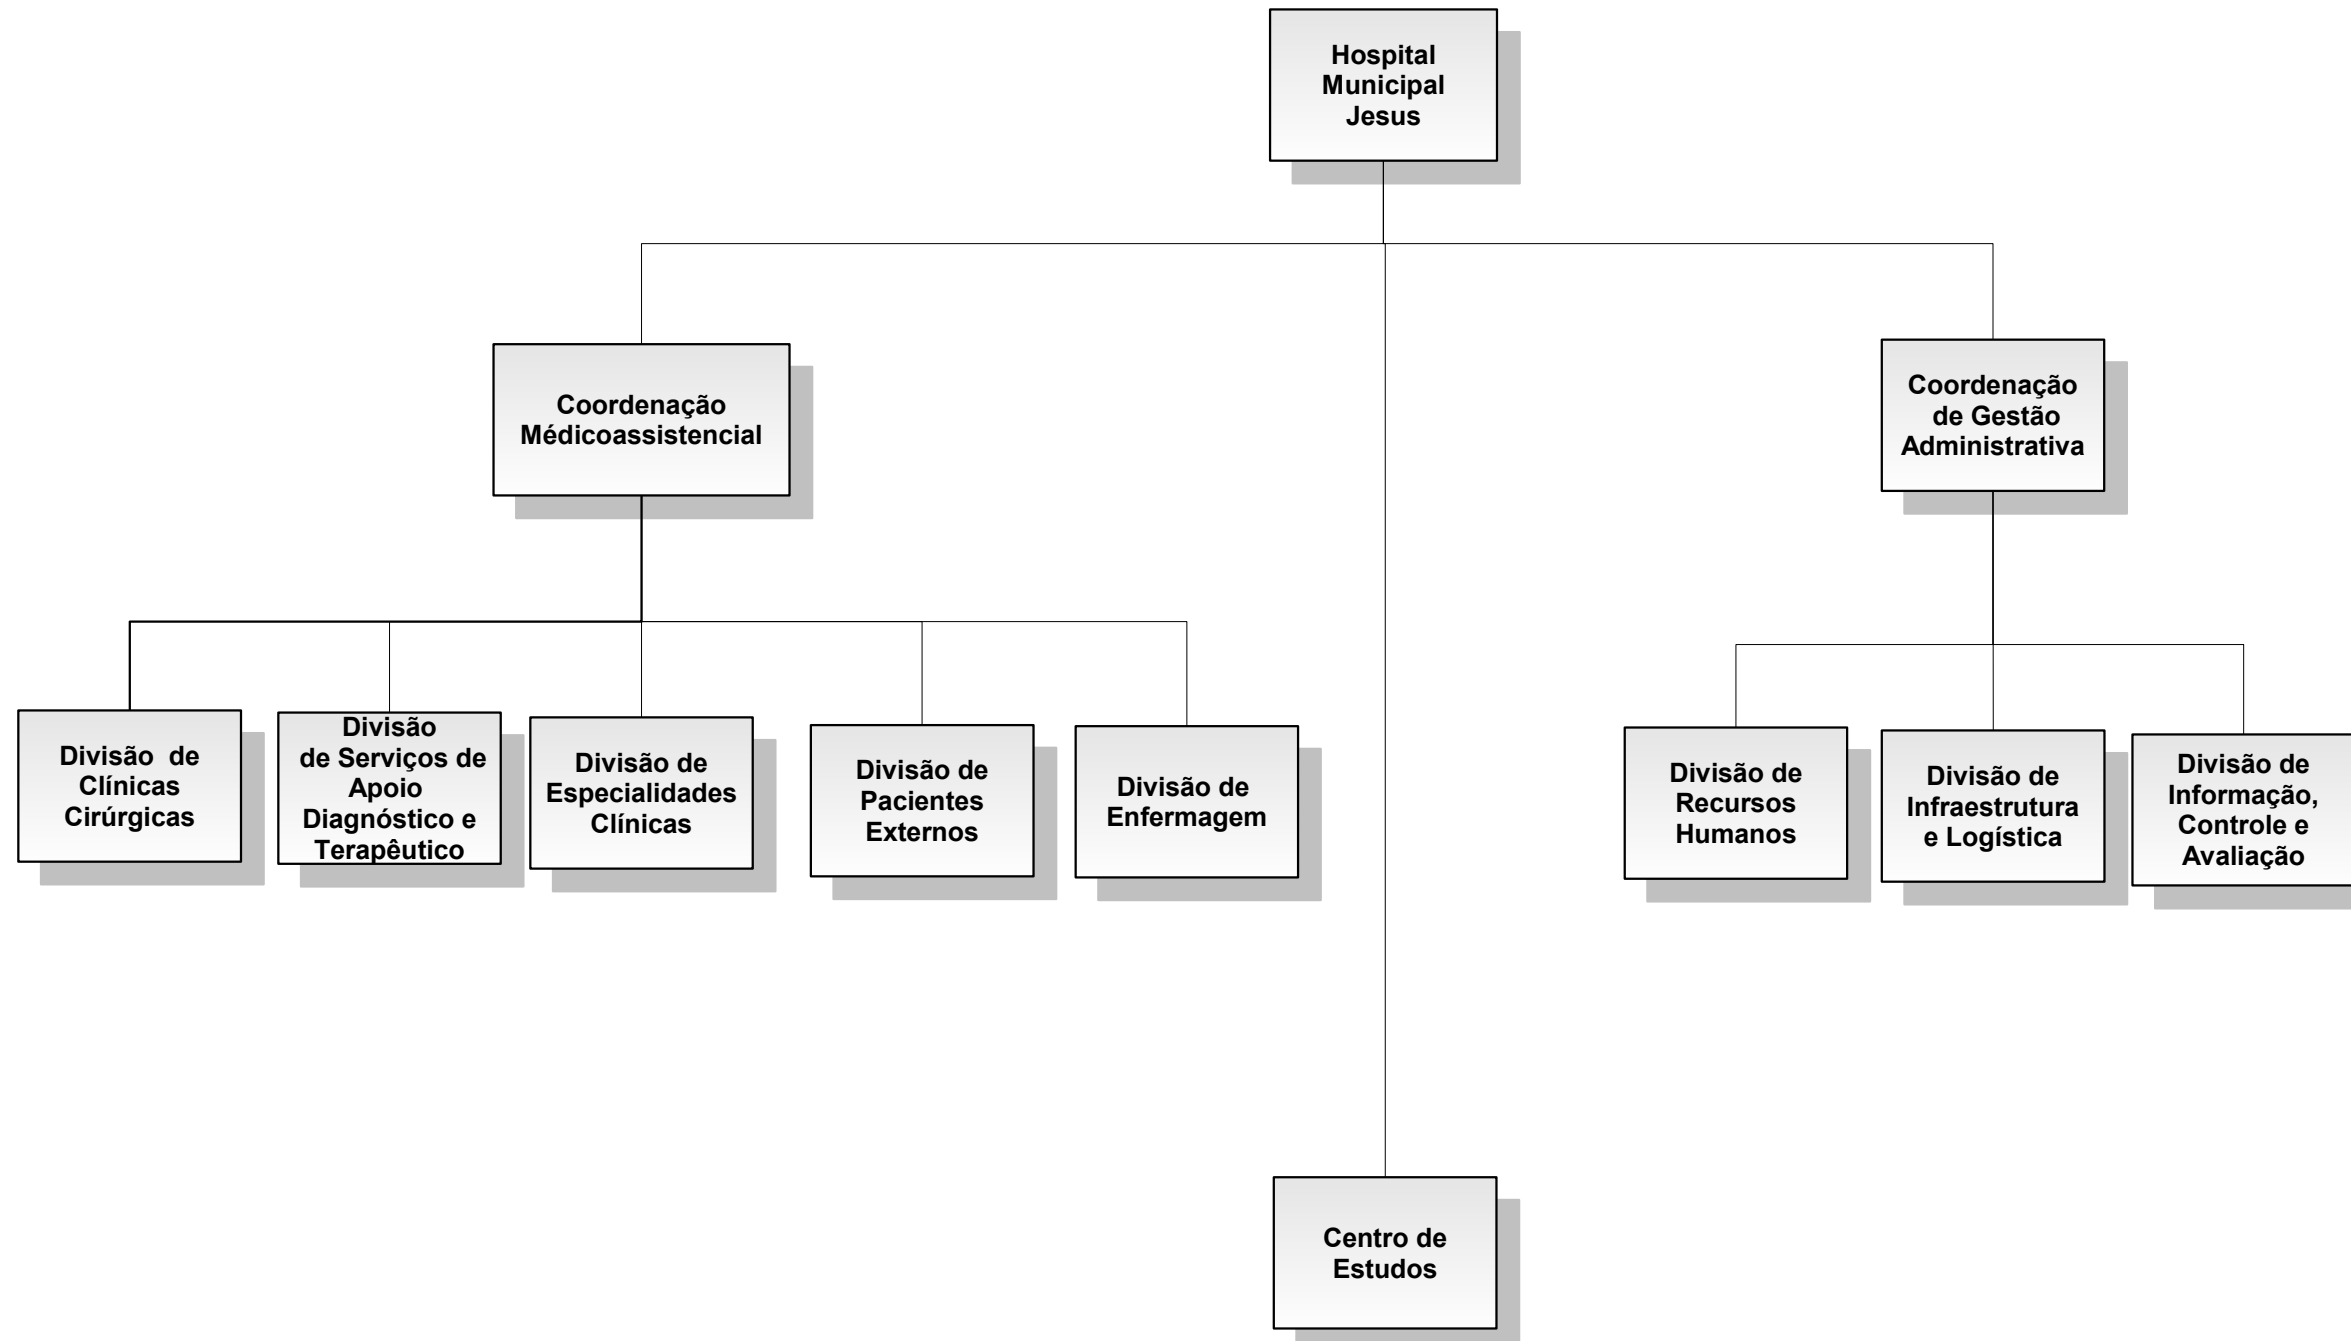 Hospital
Municipal
Jesus
Coordenação
Médicoassistencial
Coordenação
de Gestão
Administrativa
Divisão de
Clínicas
Cirúrgicas
Divisão
de Serviços de
Apoio
Diagnóstico e
Terapêutico
Divisão de
Especialidades
Clínicas
Divisão de
Pacientes
Externos
Divisão de
Enfermagem
Divisão de
Recursos
Humanos
Divisão de
Infraestrutura
e Logística
Divisão de
Informação,
Controle e
Avaliação
Centro de
Estudos